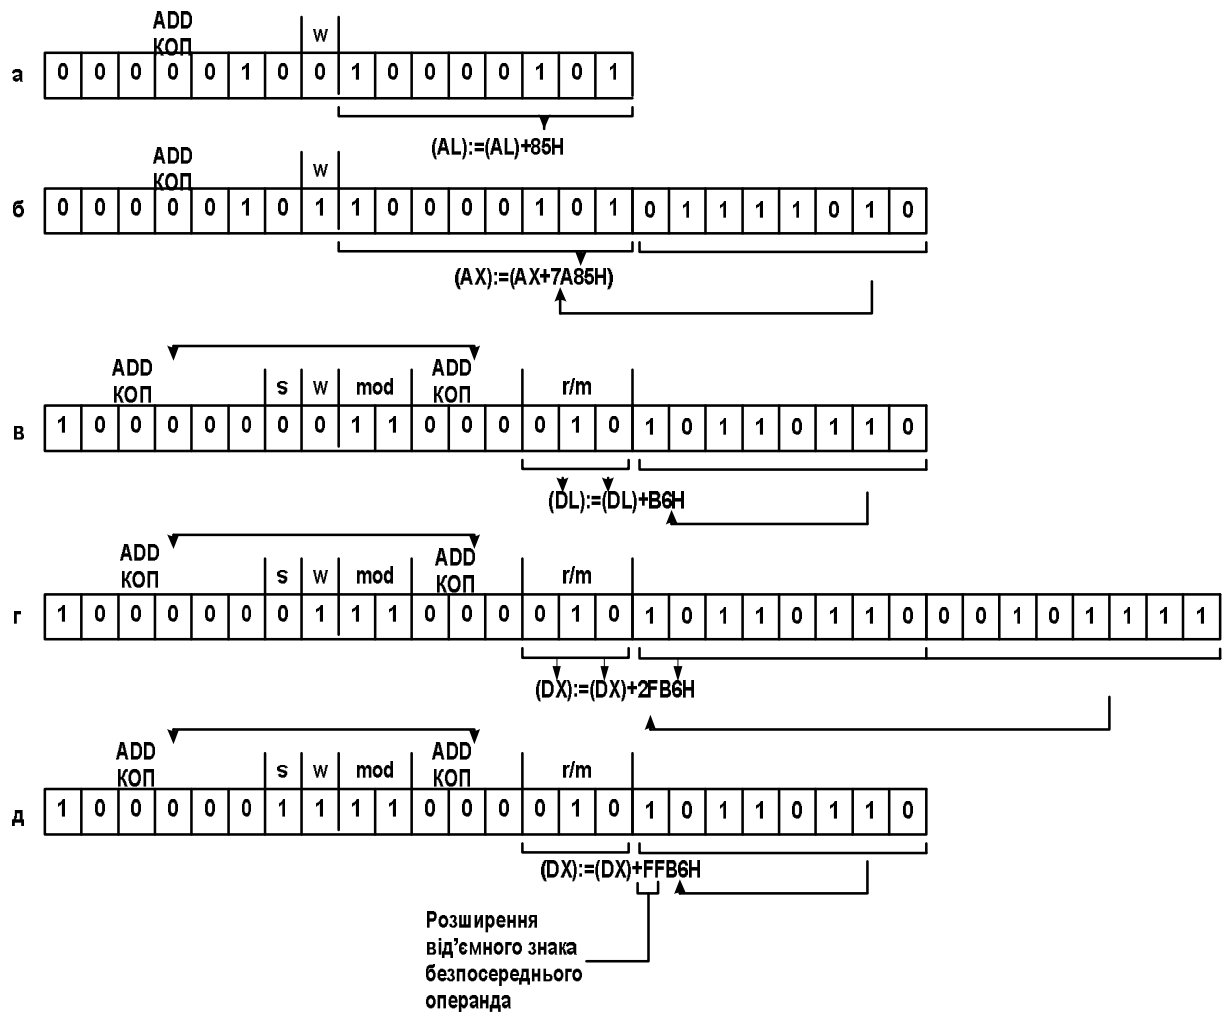 ADD
КОП
w
а 0 0 0 0 0 1 0 0 1 0 0 0 0 1 0 1
(AL):=(AL)+85H
ADD
КОП
w
б 0 0 0 0 0 1 0 1 1 0 0 0 0 1 0 1 0 1 1 1 1 0 1 0
(AX):=(AX+7A85H)
ADD ADD
КОП s w mod КОП r/m
в 1 0 0 0 0 0 0 0 1 1 0 0 0 0 1 0 1 0 1 1 0 1 1 0
(DL):=(DL)+B6H
ADD ADD
КОП s w mod КОП r/m
г 1 0 0 0 0 0 0 1 1 1 0 0 0 0 1 0 1 0 1 1 0 1 1 0 0 0 1 0 1 1 1 1
(DX):=(DX)+2FB6H
ADD ADD
КОП s w mod КОП r/m
д 1 0 0 0 0 0 1 1 1 1 0 0 0 0 1 0 1 0 1 1 0 1 1 0
(DX):=(DX)+FFB6H
Розширення
від’ємного знака
безпосереднього
операнда